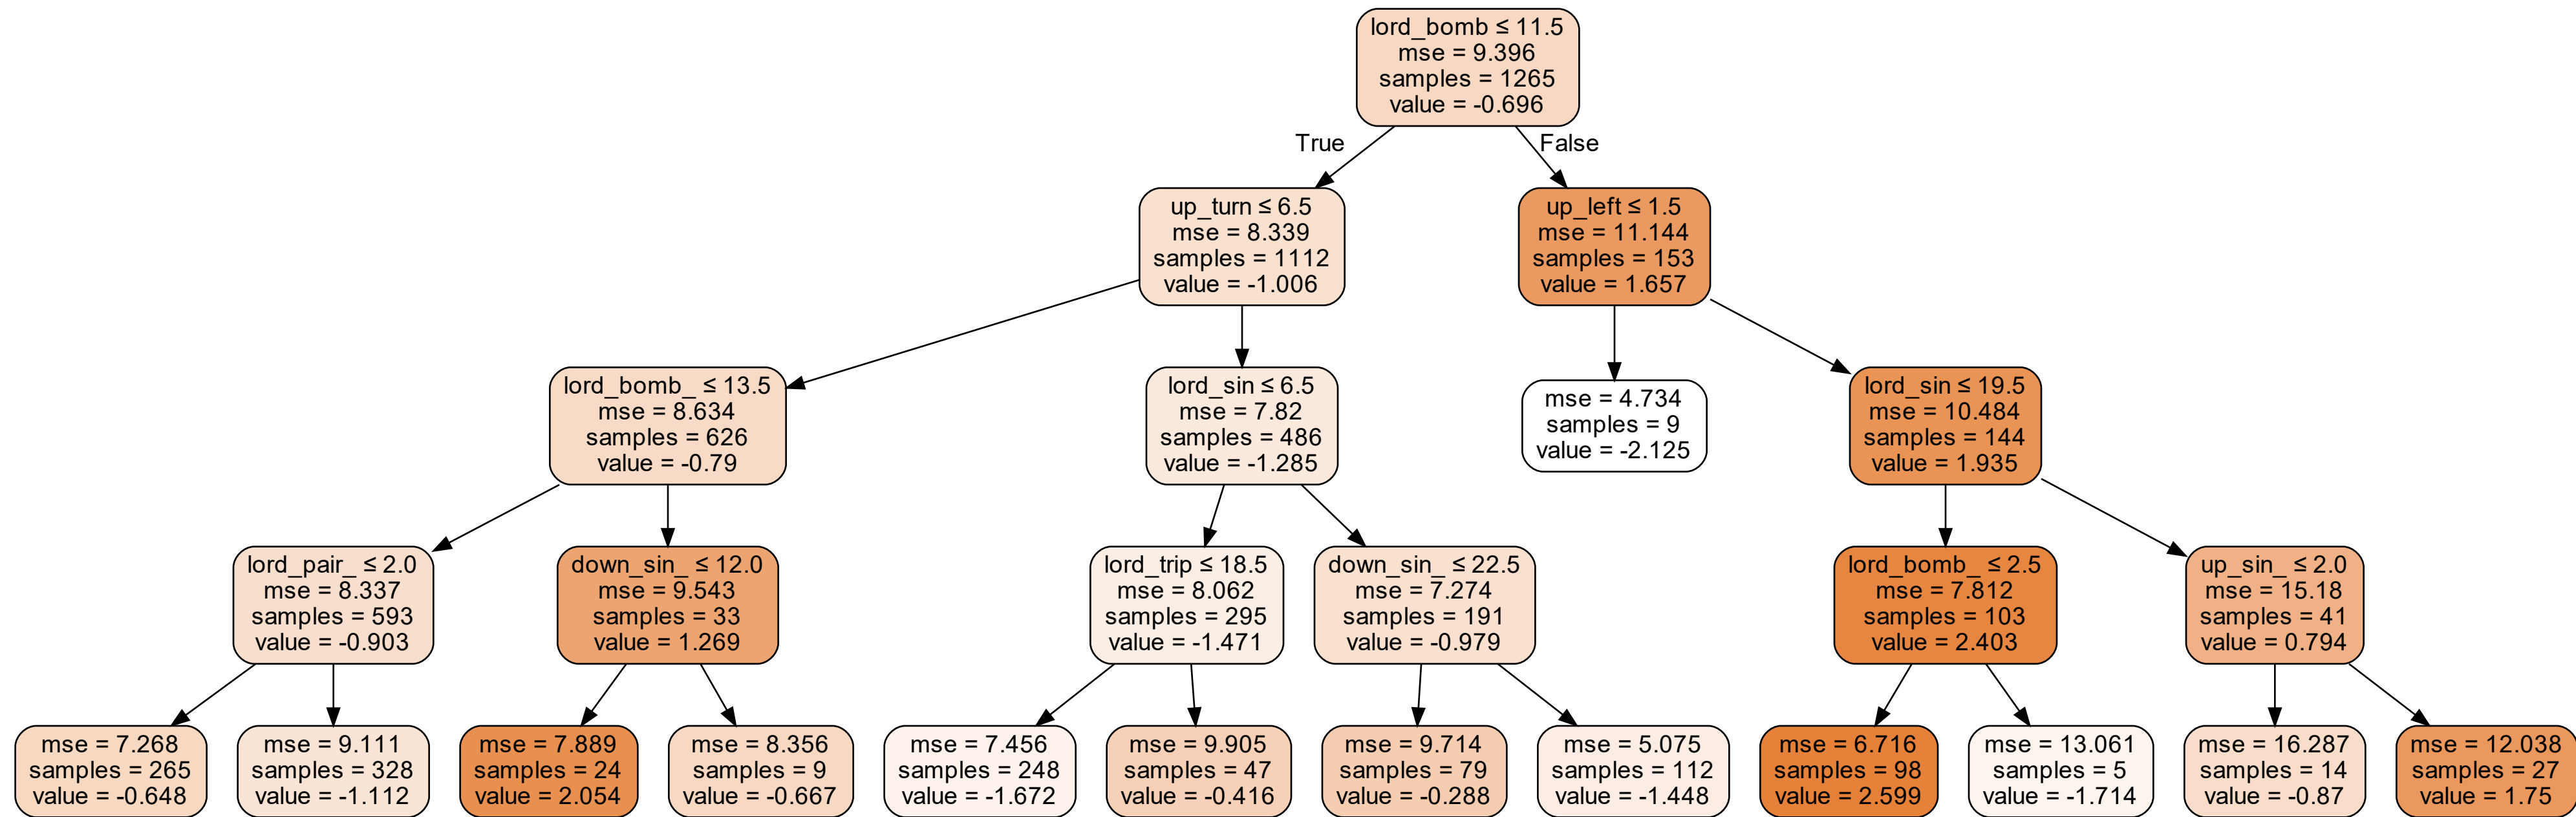 lord_bomb ≤ 11.5
mse = 9.396
samples = 1265
value = -0.696
True
False
up_turn ≤ 6.5
mse = 8.339
samples = 1112
value = -1.006
up_left ≤ 1.5
mse = 11.144
samples = 153
value = 1.657
lord_bomb_ ≤ 13.5
mse = 8.634
samples = 626
value = -0.79
lord_sin ≤ 6.5
mse = 7.82
samples = 486
value = -1.285
mse = 4.734
samples = 9
value = -2.125
lord_sin ≤ 19.5
mse = 10.484
samples = 144
value = 1.935
lord_pair_ ≤ 2.0
mse = 8.337
samples = 593
value = -0.903
down_sin_ ≤ 12.0
mse = 9.543
samples = 33
value = 1.269
lord_trip ≤ 18.5
mse = 8.062
samples = 295
value = -1.471
down_sin_ ≤ 22.5
mse = 7.274
samples = 191
value = -0.979
lord_bomb_ ≤ 2.5
mse = 7.812
samples = 103
value = 2.403
up_sin_ ≤ 2.0
mse = 15.18
samples = 41
value = 0.794
mse = 7.268
samples = 265
value = -0.648
mse = 9.111
samples = 328
value = -1.112
mse = 7.889
samples = 24
value = 2.054
mse = 8.356
samples = 9
value = -0.667
mse = 7.456
samples = 248
value = -1.672
mse = 9.905
samples = 47
value = -0.416
mse = 9.714
samples = 79
value = -0.288
mse = 5.075
samples = 112
value = -1.448
mse = 6.716
samples = 98
value = 2.599
mse = 13.061
samples = 5
value = -1.714
mse = 16.287
samples = 14
value = -0.87
mse = 12.038
samples = 27
value = 1.75